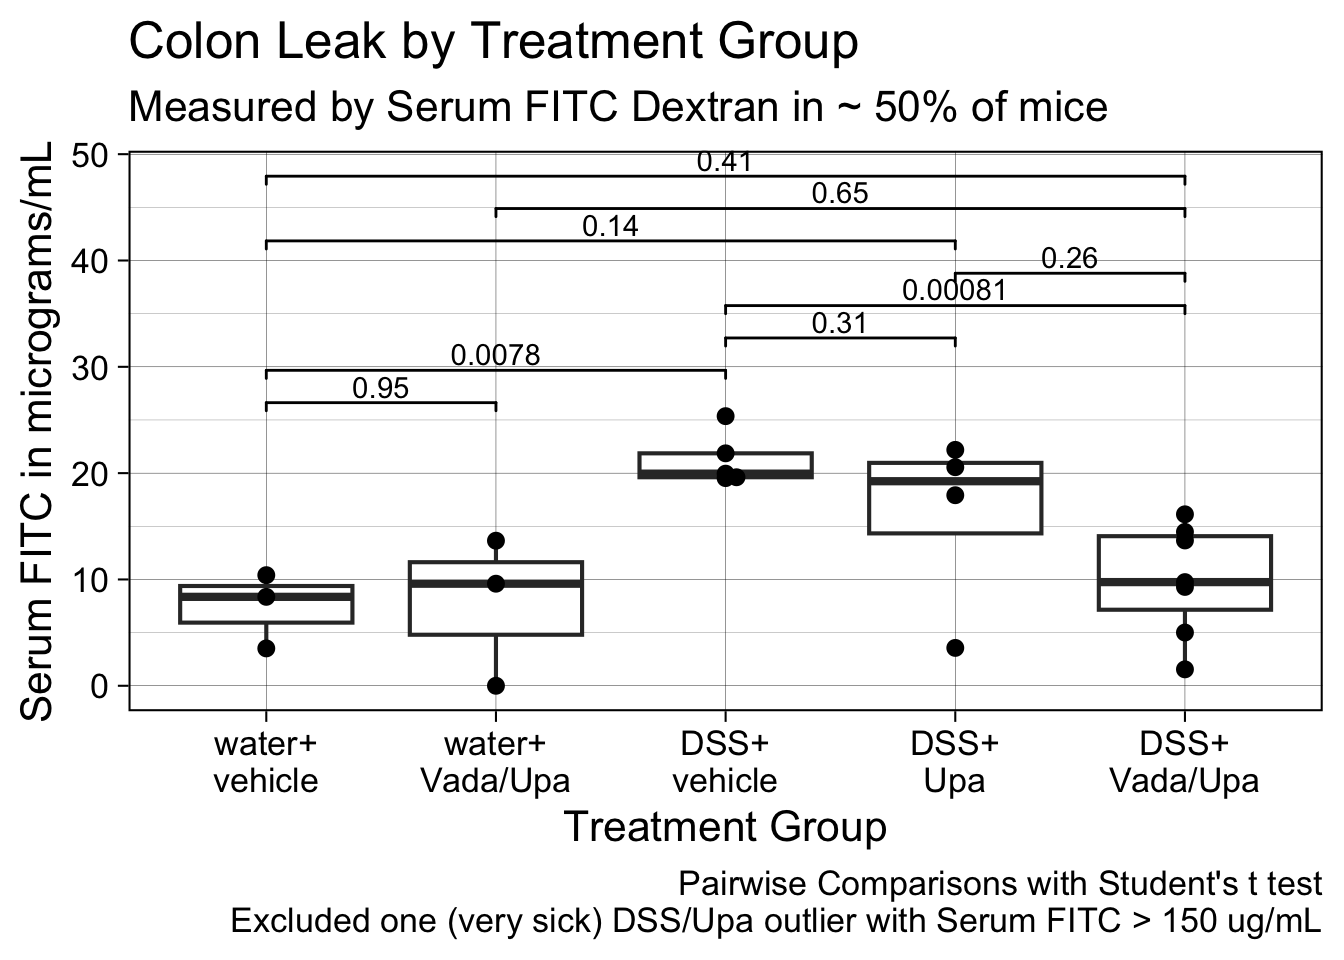 Colon Leak by Treatment Group
Measured by Serum FITC Dextran in ~ 50% of mice
Serum FITC in micrograms/mL
50
40
30
20
10
0
0.41
0.65
0.14
0.26
0.00081
0.31
0.0078
0.95
water+
vehicle
water+
Vada/Upa
DSS+
vehicle
DSS+
Upa
DSS+
Vada/Upa
Treatment Group
Pairwise Comparisons with Student's t test
Excluded one (very sick) DSS/Upa outlier with Serum FITC > 150 ug/mL